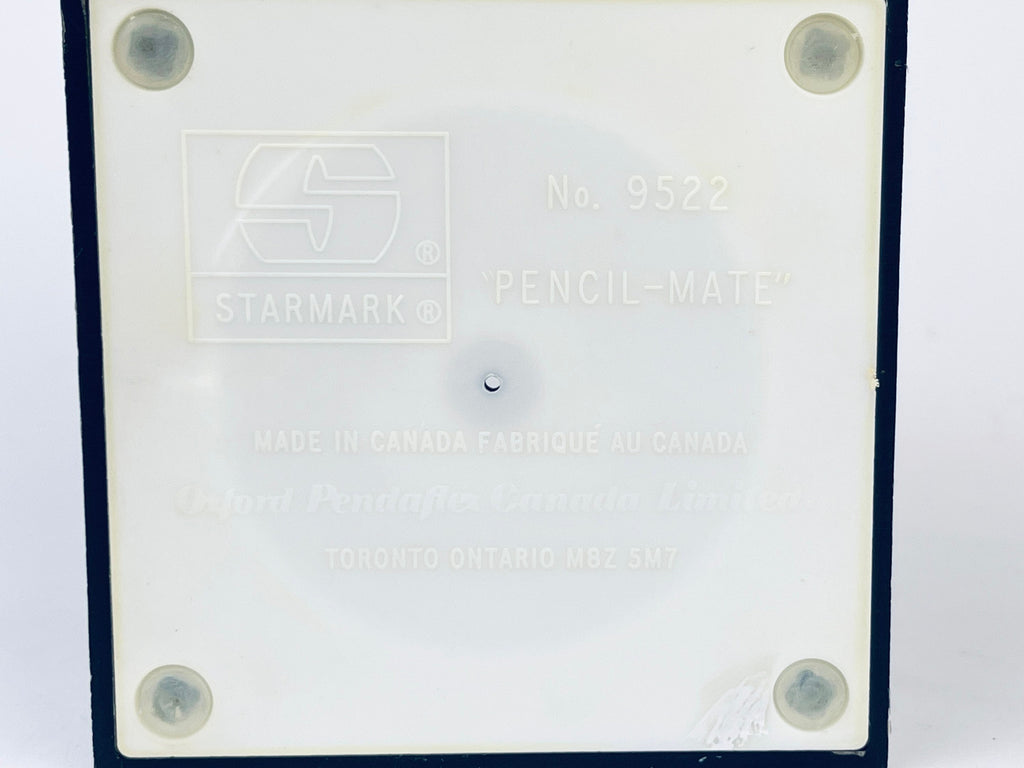 S ®
STARMARK ®
No. 9522
"PENCIL-MATE"
MADE IN CANADA FABRIQUÉ AU CANADA
Oxford Pendaflex Canada Limited.
TORONTO ONTARIO M8Z 5M7